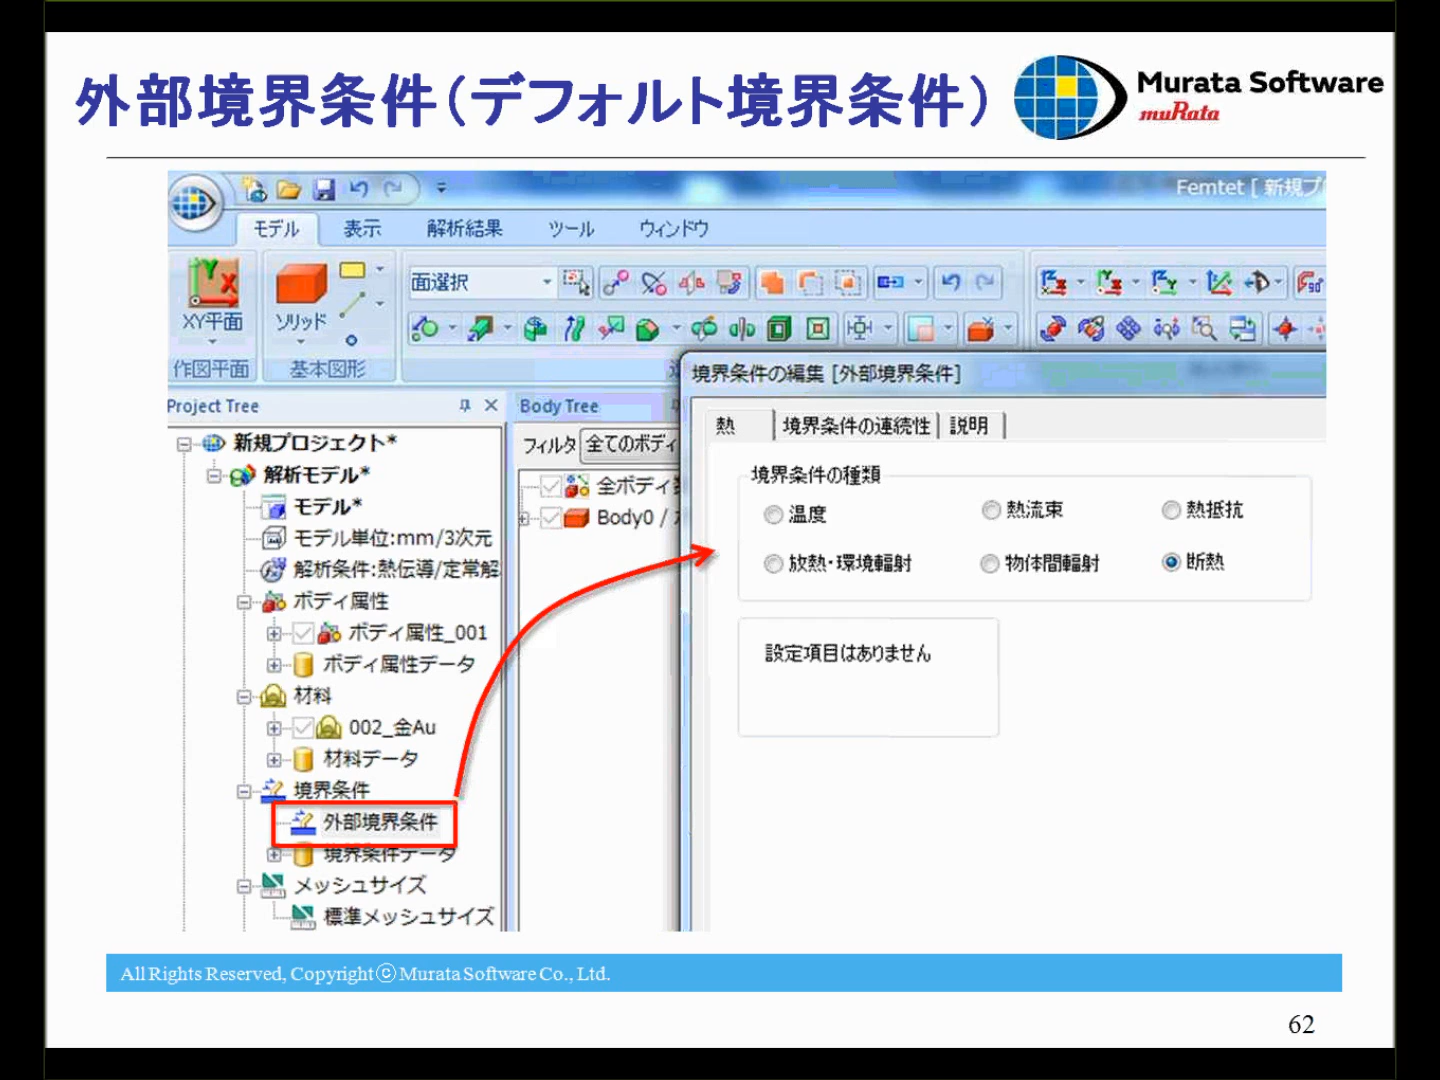 外部境界条件(デフォルト境界条件)
Murata Software
muRata
Femtet [ 新規プ
モデル 表示 解析結果 ツール ウィンドウ
面選択
XY平面 ソリッド
作図平面 基本図形
境界条件の編集 [外部境界条件]
Project Tree
Body Tree
熱 境界条件の連続性 説明
新規プロジェクト*
フィルタ 全てのボディ
解析モデル*
境界条件の種類
全ボディ
モデル*
温度 熱流束 熱抵抗
Body0 /
モデル単位:mm/3次元
放熱・環境輻射 物体間輻射 断熱
解析条件:熱伝導/定常解
ボディ属性
ボディ属性_001
設定項目はありません
ボディ属性データ
材料
002_金Au
材料データ
境界条件
外部境界条件
境界条件データ
メッシュサイズ
標準メッシュサイズ
All Rights Reserved, Copyright ⓒ Murata Software Co., Ltd.
62